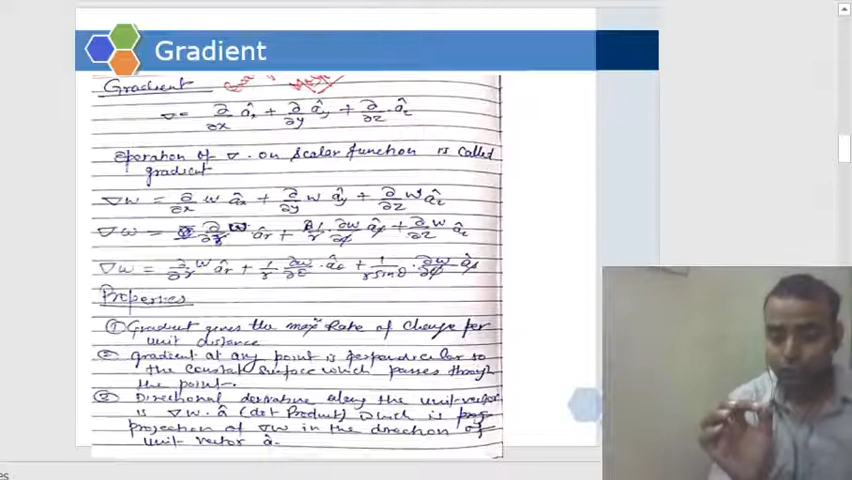 Gradient
Gradient
∇ = ∂/∂x âx + ∂/∂y ây + ∂/∂z . âz
Operation of ∇ . on Scalar function is called
gradient
∇W = ∂/∂x W âx + ∂/∂y W ây + ∂/∂z W âz
∇W = ∂/∂r W âr + 1/r ∂W/∂φ âφ + ∂/∂z W âz
∇W = ∂/∂r W âr + 1/r ∂W/∂θ . âθ + 1/r sinθ . ∂W/∂φ âφ
Properties
① Gradient gives the maxm Rate of change per
unit distance
② gradient at any point is perpendicular to
the constat Surface which passes through
the point.
③ Directional derivative along the unit vector
is ∇W . â (dot Product) which is
projection of ∇W in the direction of
unit vector â.